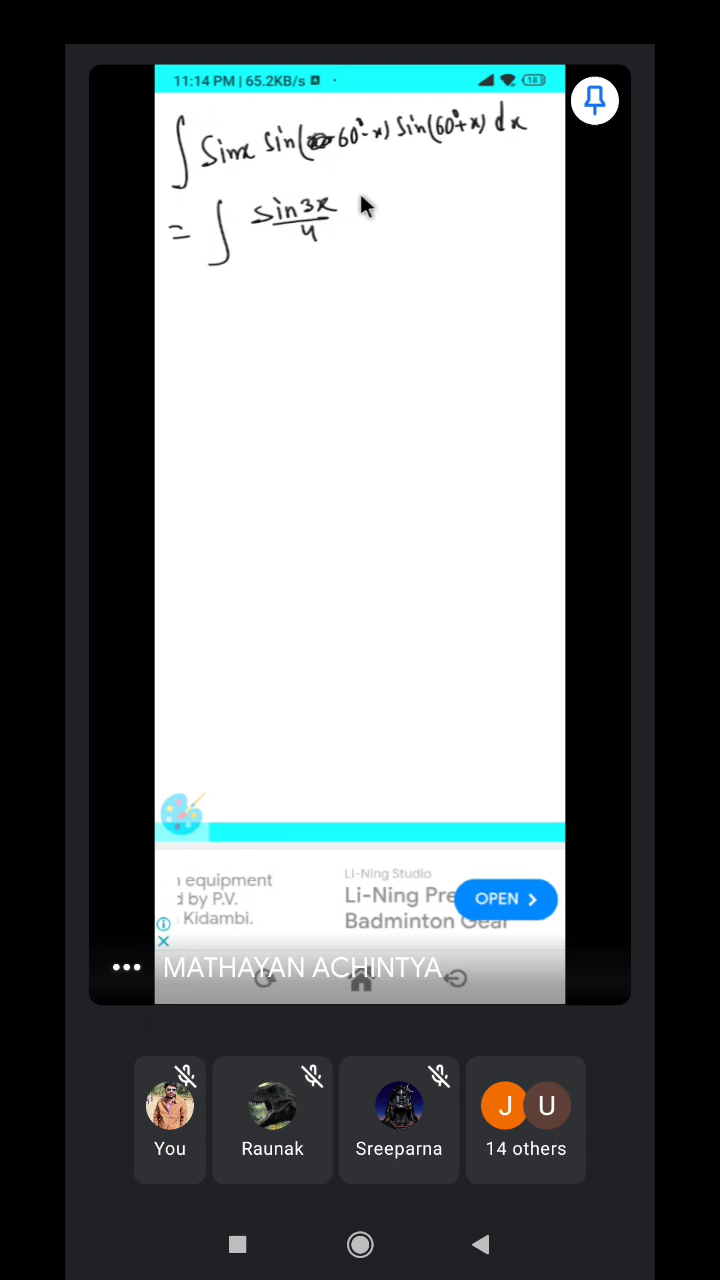 11:14 PM | 65.2KB/s A ·
18
∫ Sinx sin(60°-x) sin(60°+x) dx
= ∫ sin3x/4
equipment
d by P.V.
Kidambi.
Li-Ning Studio
Li-Ning Pre
Badminton Gear
OPEN >
••• MATHAYAN ACHINTYA
You
Raunak
Sreeparna
J U
14 others